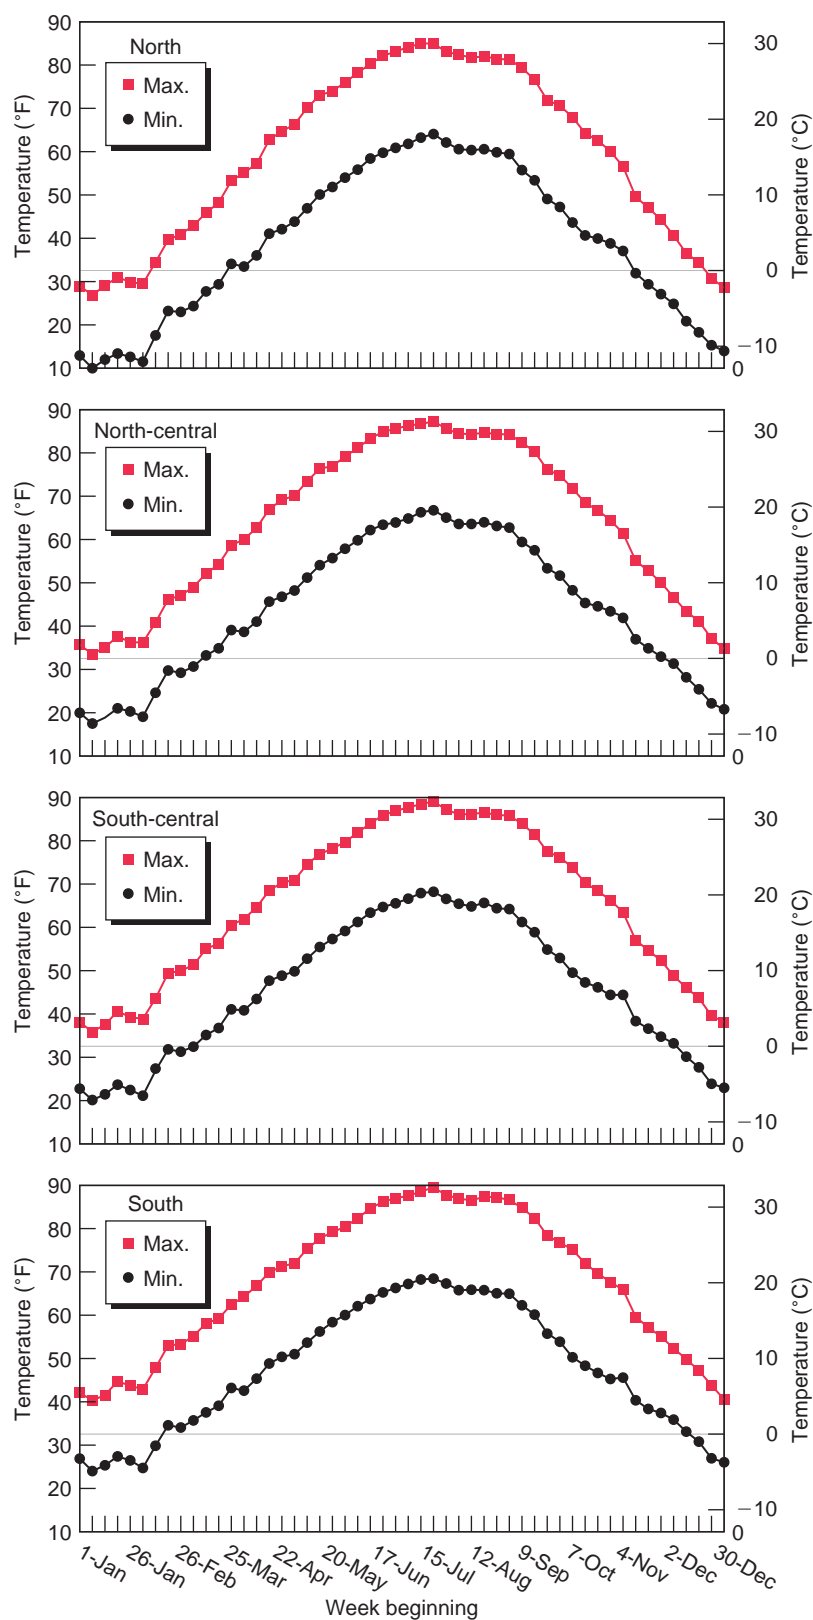 North
Max.
Min.
Temperature (°F)
90
80
70
60
50
40
30
20
10
Temperature (°C)
30
20
10
0
−10
0
North-central
Max.
Min.
Temperature (°F)
90
80
70
60
50
40
30
20
10
Temperature (°C)
30
20
10
0
−10
0
South-central
Max.
Min.
Temperature (°F)
90
80
70
60
50
40
30
20
10
Temperature (°C)
30
20
10
0
−10
0
South
Max.
Min.
Temperature (°F)
90
80
70
60
50
40
30
20
10
Temperature (°C)
30
20
10
0
−10
0
1-Jan
26-Jan
26-Feb
25-Mar
22-Apr
20-May
17-Jun
15-Jul
12-Aug
9-Sep
7-Oct
4-Nov
2-Dec
30-Dec
Week beginning